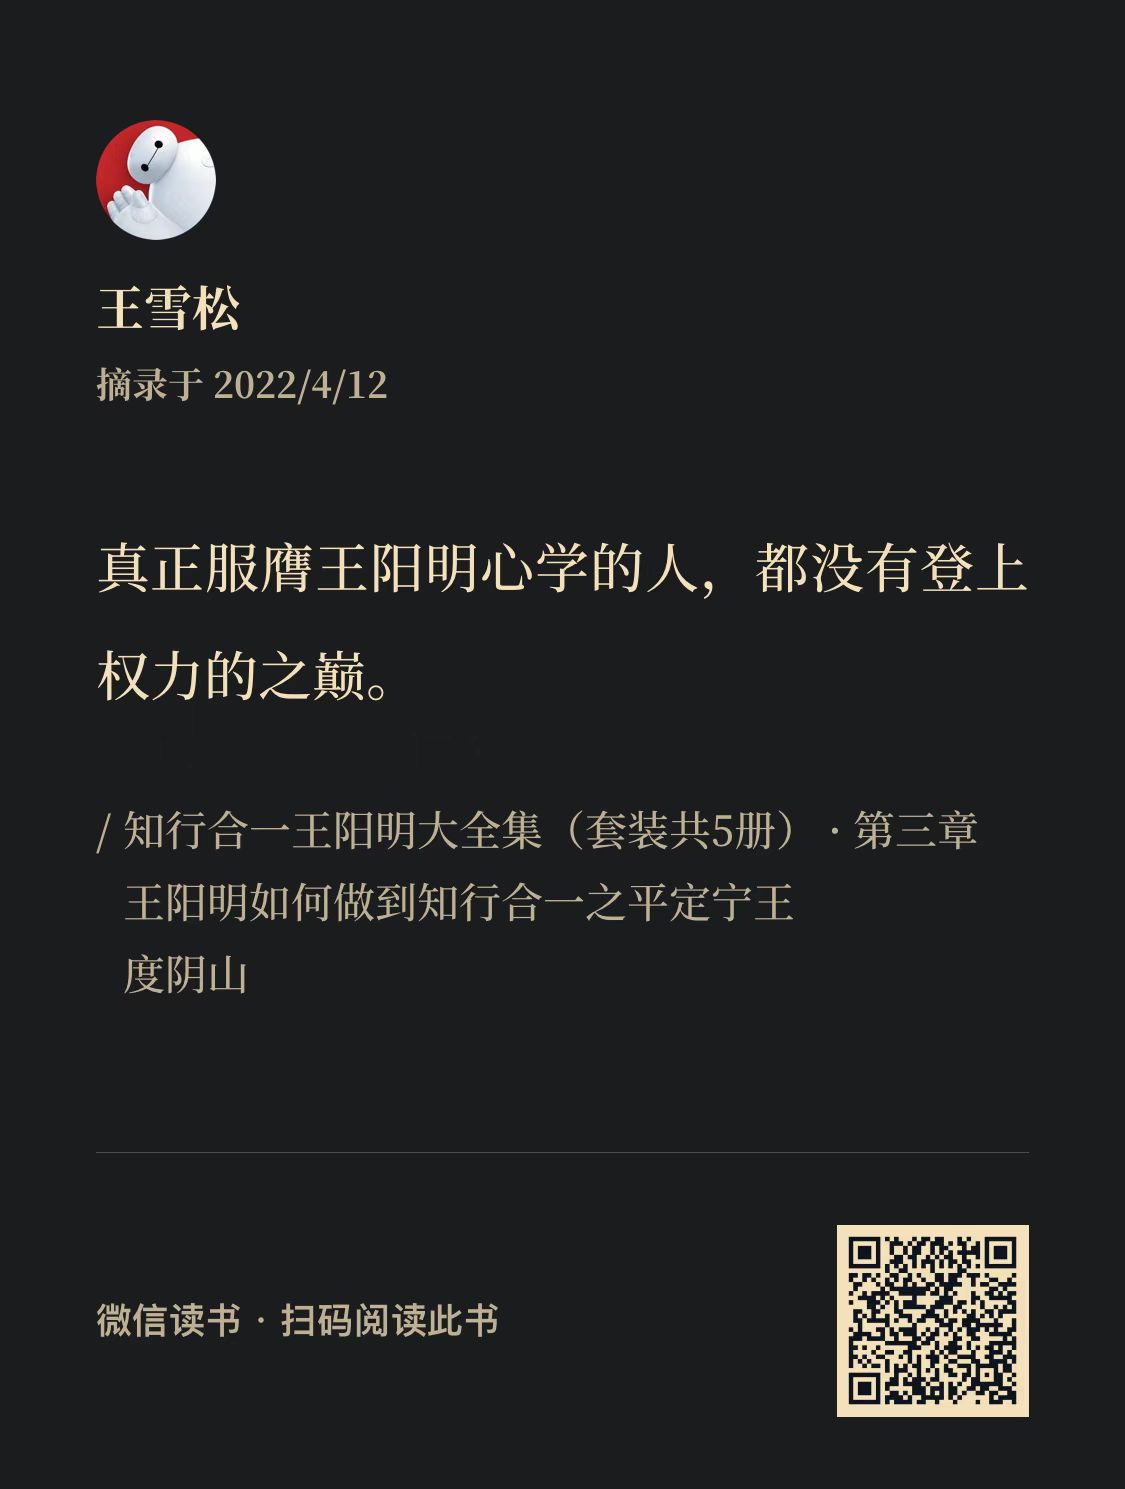 王雪松
摘录于 2022/4/12
真正服膺王阳明心学的人，都没有登上
权力的之巅。
/ 知行合一王阳明大全集（套装共5册） · 第三章
王阳明如何做到知行合一之平定宁王
度阴山
微信读书 · 扫码阅读此书